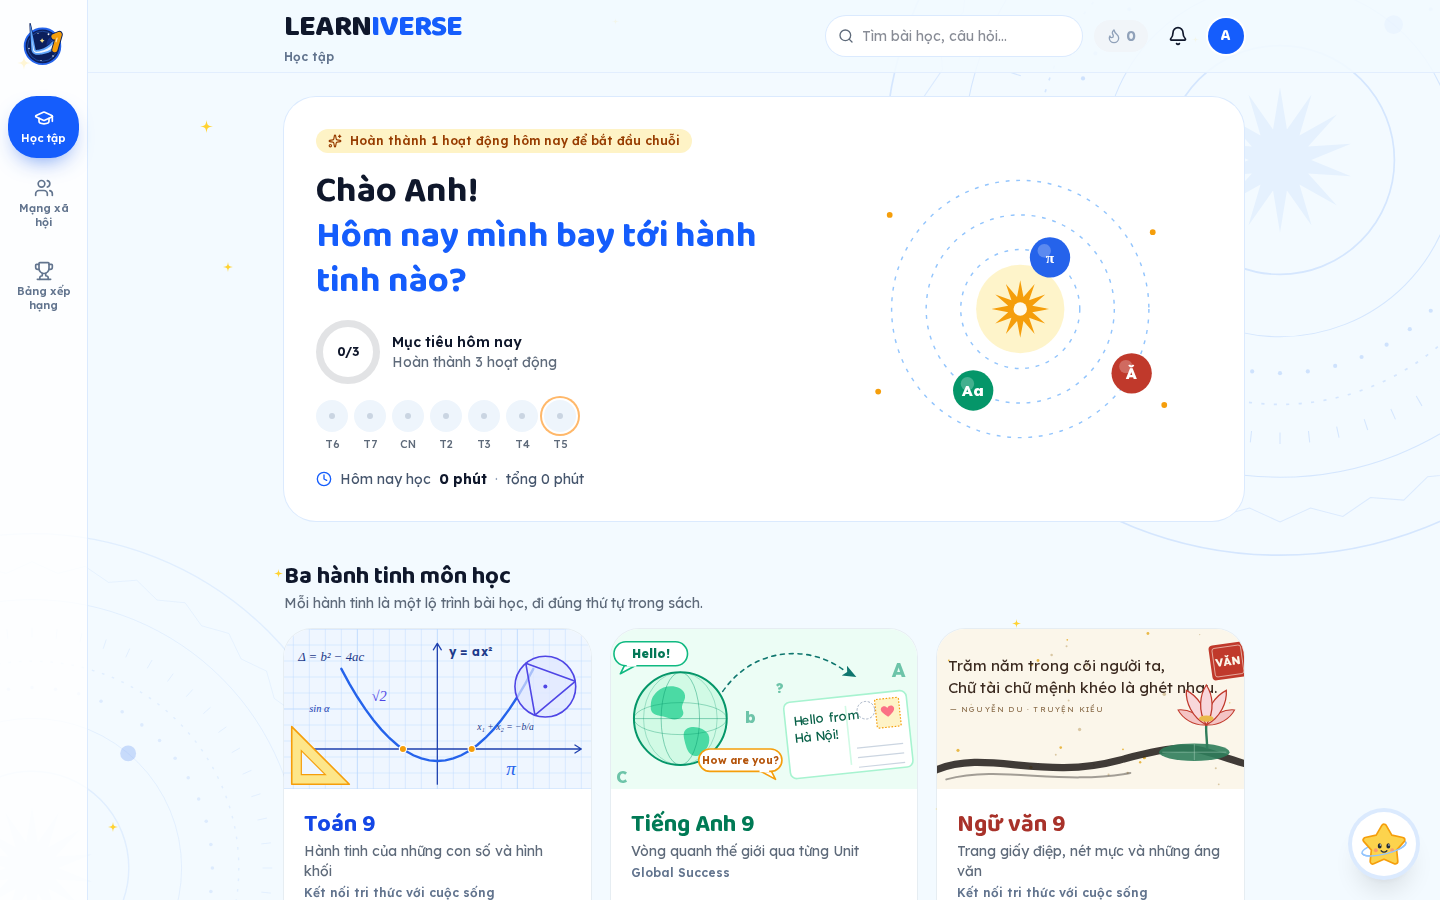 LEARNIVERSE
Học tập
Tìm bài học, câu hỏi...
0
A
1
Học tập
Mạng xã
hội
Bảng xếp
hạng
Hoàn thành 1 hoạt động hôm nay để bắt đầu chuỗi
Chào Anh!
Hôm nay mình bay tới hành
tinh nào?
0/3
Mục tiêu hôm nay
Hoàn thành 3 hoạt động
T6 T7 CN T2 T3 T4 T5
Hôm nay học 0 phút · tổng 0 phút
π
Aa
Ă
Ba hành tinh môn học
Mỗi hành tinh là một lộ trình bài học, đi đúng thứ tự trong sách.
Δ = b² − 4ac
y = ax²
√2
sin α
x₁ + x₂ = −b/a
π
Hello!
A
?
b
Hello from
Hà Nội!
How are you?
C
Trăm năm trong cõi người ta,
Chữ tài chữ mệnh khéo là ghét nhau.
— NGUYỄN DU · TRUYỆN KIỀU
VĂN
Toán 9
Hành tinh của những con số và hình
khối
Kết nối tri thức với cuộc sống
Tiếng Anh 9
Vòng quanh thế giới qua từng Unit
Global Success
Ngữ văn 9
Trang giấy điệp, nét mực và những áng
văn
Kết nối tri thức với cuộc sống